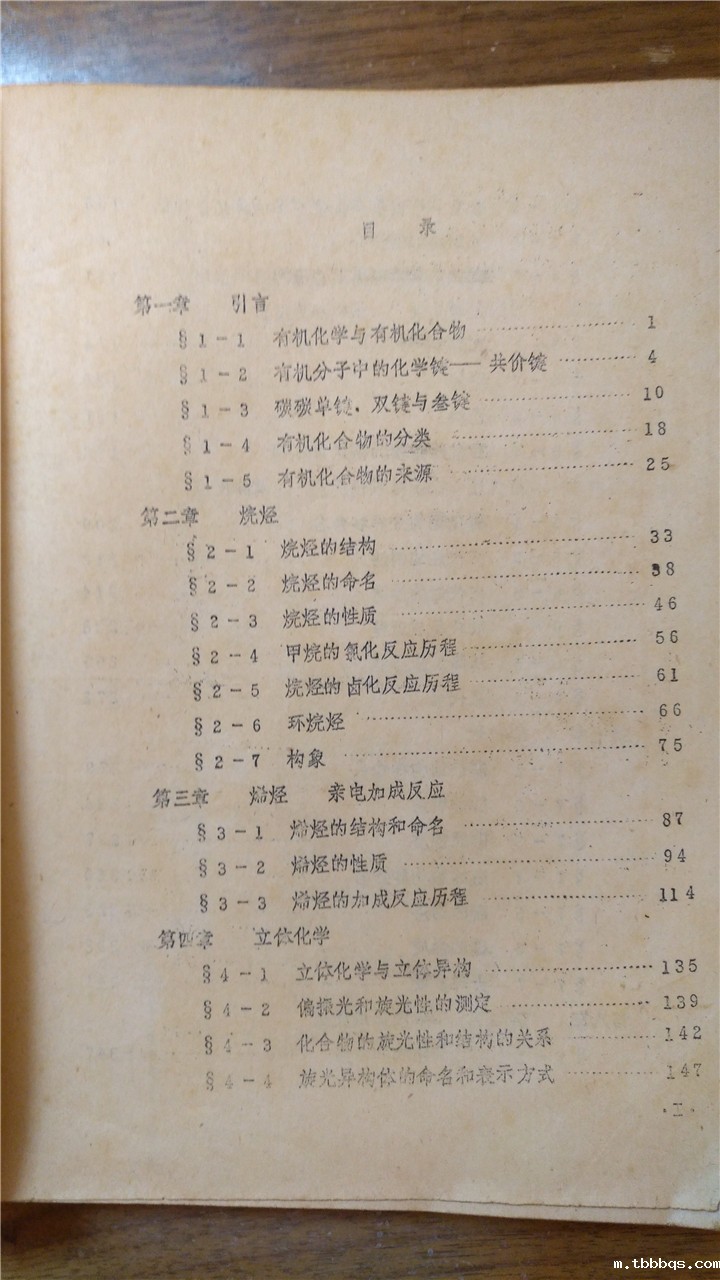 目 录
第一章 引言
§1-1 有机化学与有机化合物 1
§1-2 有机分子中的化学键——共价键 4
§1-3 碳碳单键、双键与叁键 10
§1-4 有机化合物的分类 18
§1-5 有机化合物的来源 25
第二章 烷烃
§2-1 烷烃的结构 33
§2-2 烷烃的命名 38
§2-3 烷烃的性质 46
§2-4 甲烷的氯化反应历程 56
§2-5 烷烃的卤化反应历程 61
§2-6 环烷烃 66
§2-7 构象 75
第三章 烯烃 亲电加成反应
§3-1 烯烃的结构和命名 87
§3-2 烯烃的性质 94
§3-3 烯烃的加成反应历程 114
第四章 立体化学
§4-1 立体化学与立体异构 135
§4-2 偏振光和旋光性的测定 139
§4-3 化合物的旋光性和结构的关系 142
§4-4 旋光异构体的命名和表示方式 147
·I·
m.tbbbqs.com